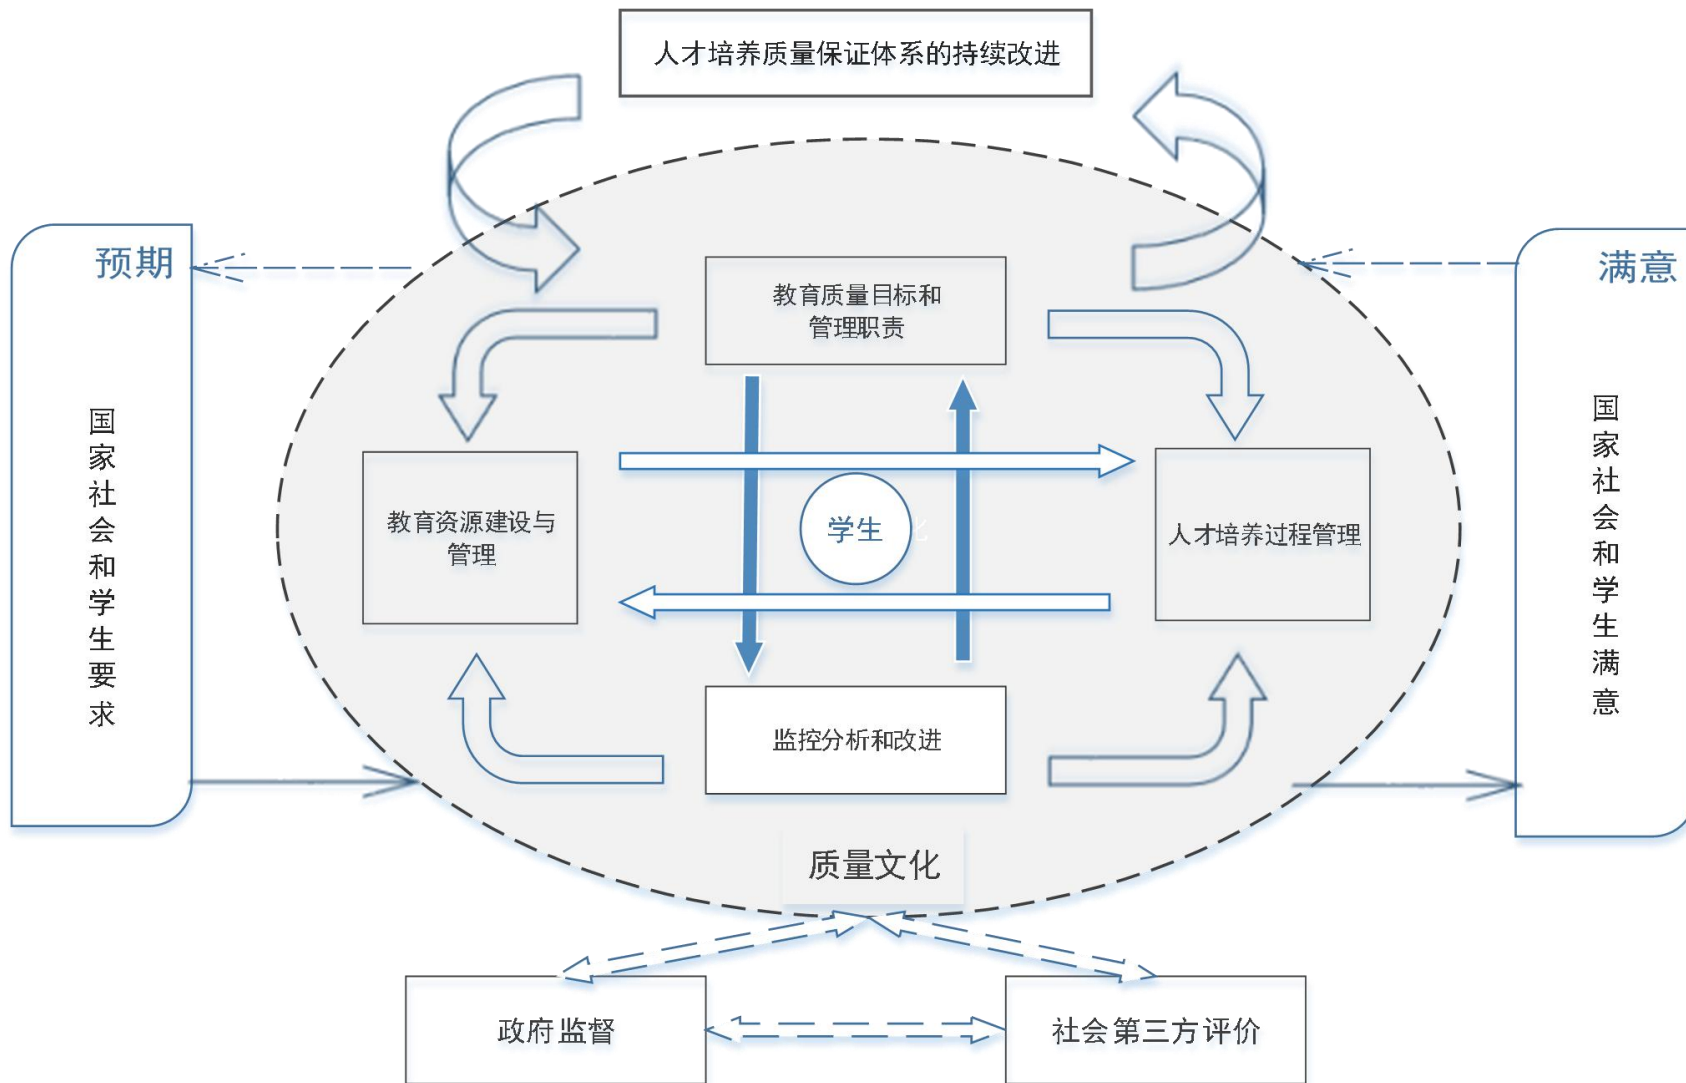 人才培养质量保证体系的持续改进
预期
国家社会和学生要求
满意
国家社会和学生满意
教育质量目标和
管理职责
教育资源建设与
管理
学生
人才培养过程管理
监控分析和改进
质量文化
政府监督
社会第三方评价